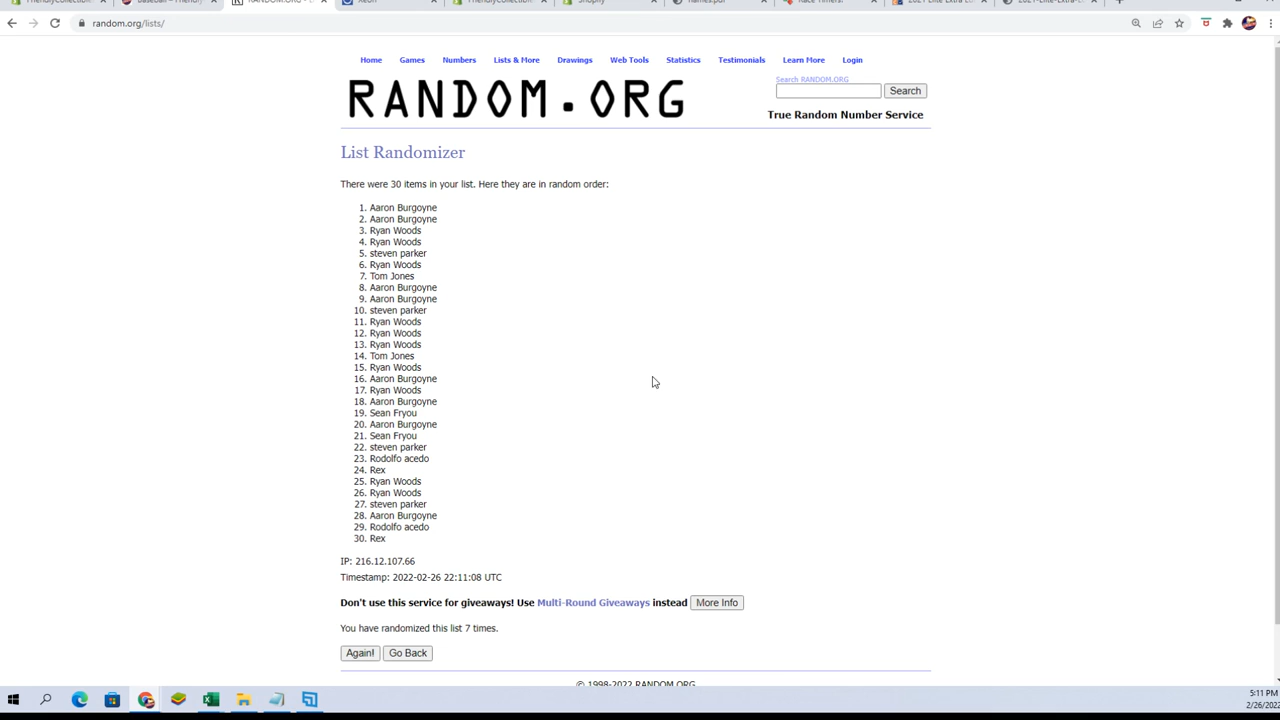 random.org/lists/
Home Games Numbers Lists & More Drawings Web Tools Statistics Testimonials Learn More Login
Search RANDOM.ORG
RANDOM.ORG
Search
True Random Number Service
List Randomizer
There were 30 items in your list. Here they are in random order:
1. Aaron Burgoyne
2. Aaron Burgoyne
3. Ryan Woods
4. Ryan Woods
5. steven parker
6. Ryan Woods
7. Tom Jones
8. Aaron Burgoyne
9. Aaron Burgoyne
10. steven parker
11. Ryan Woods
12. Ryan Woods
13. Ryan Woods
14. Tom Jones
15. Ryan Woods
16. Aaron Burgoyne
17. Ryan Woods
18. Aaron Burgoyne
19. Sean Fryou
20. Aaron Burgoyne
21. Sean Fryou
22. steven parker
23. Rodolfo acedo
24. Rex
25. Ryan Woods
26. Ryan Woods
27. steven parker
28. Aaron Burgoyne
29. Rodolfo acedo
30. Rex
IP: 216.12.107.66
Timestamp: 2022-02-26 22:11:08 UTC
Don't use this service for giveaways! Use Multi-Round Giveaways instead More Info
You have randomized this list 7 times.
Again! Go Back
© 1998-2022 RANDOM.ORG
5:11 PM
2/26/202